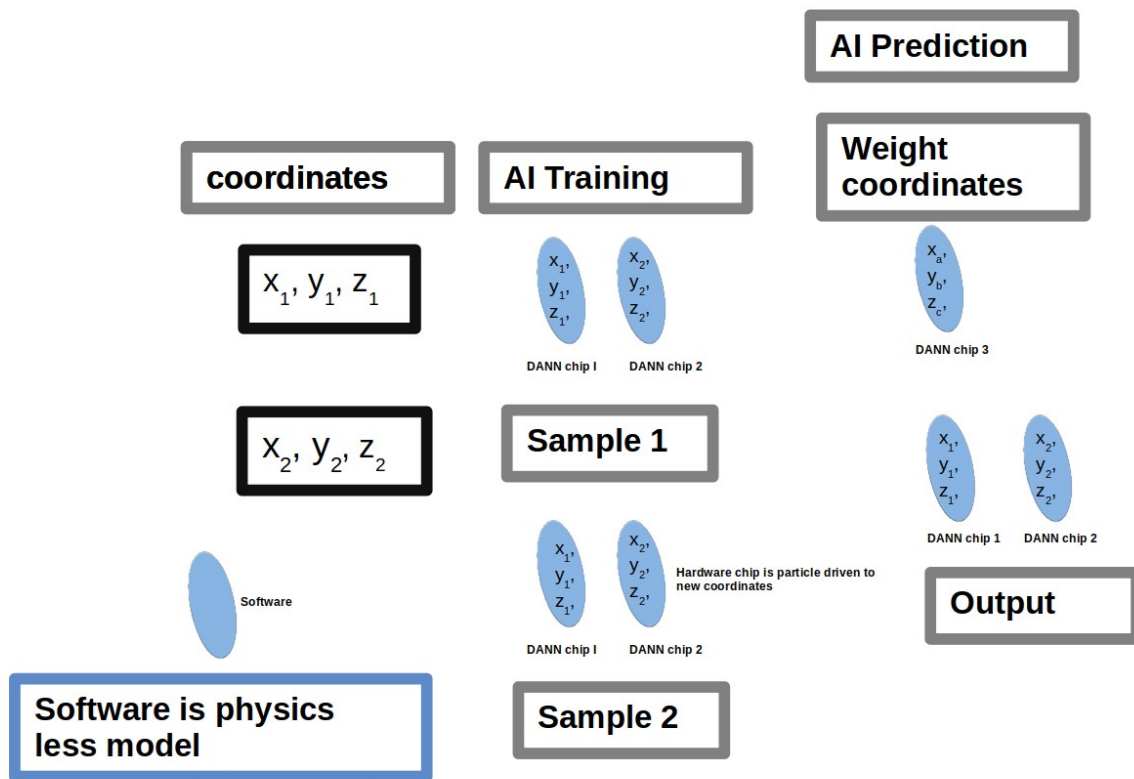 AI Prediction
coordinates
AI Training
Weight
coordinates
x1, y1, z1
x1,
y1,
z1,
x2,
y2,
z2,
xa,
yb,
zc,
DANN chip I
DANN chip 2
DANN chip 3
x2, y2, z2
Sample 1
x1,
y1,
z1,
x2,
y2,
z2,
DANN chip 1
DANN chip 2
x1,
y1,
z1,
x2,
y2,
z2,
Hardware chip is particle driven to
new coordinates
Software
Output
DANN chip I
DANN chip 2
Software is physics
less model
Sample 2